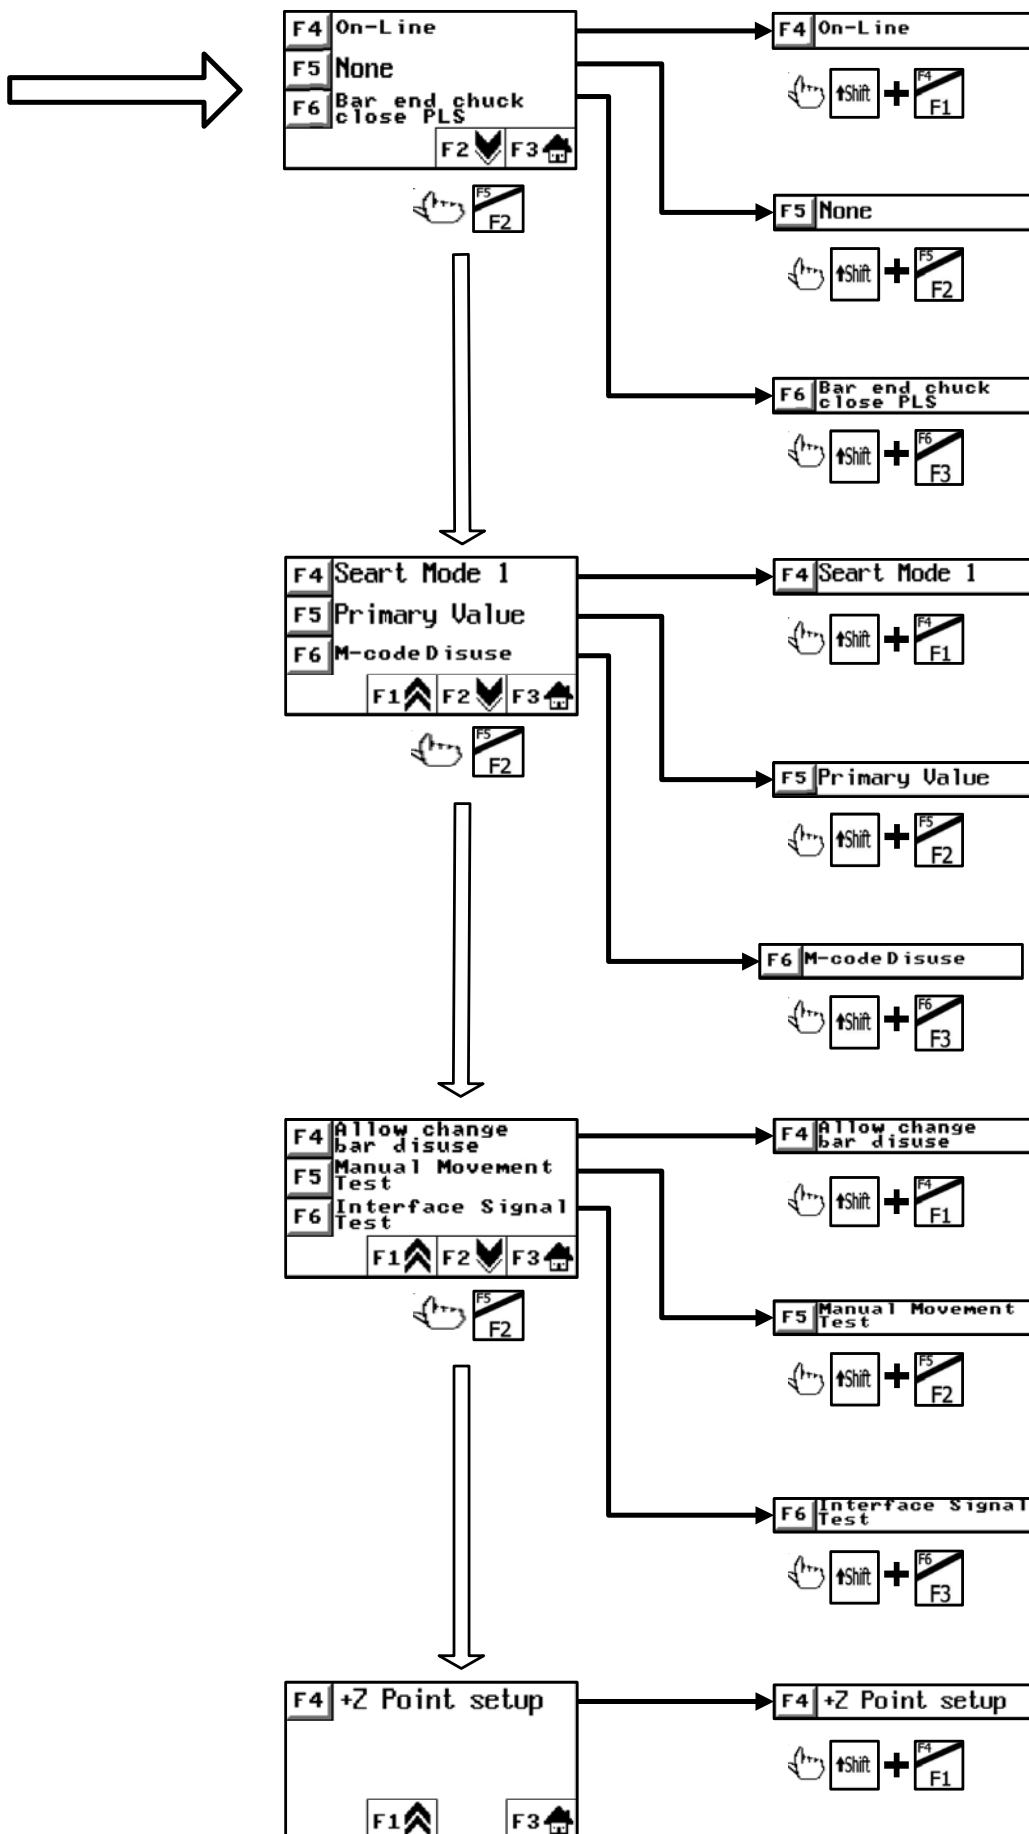 F4 On-Line
F5 None
F6 Bar end chuck
close PLS
F2 F3
F5
F2
F4 On-Line
Shift + F4
F1
F5 None
Shift + F5
F2
F6 Bar end chuck
close PLS
Shift + F6
F3
F4 Seart Mode 1
F5 Primary Value
F6 M-code Disuse
F1 F2 F3
F5
F2
F4 Seart Mode 1
Shift + F4
F1
F5 Primary Value
Shift + F5
F2
F6 M-code Disuse
Shift + F6
F3
F4 Allow change
bar disuse
F5 Manual Movement
Test
F6 Interface Signal
Test
F1 F2 F3
F5
F2
F4 Allow change
bar disuse
Shift + F4
F1
F5 Manual Movement
Test
Shift + F5
F2
F6 Interface Signal
Test
Shift + F6
F3
F4 +Z Point setup
F1 F3
F4 +Z Point setup
Shift + F4
F1